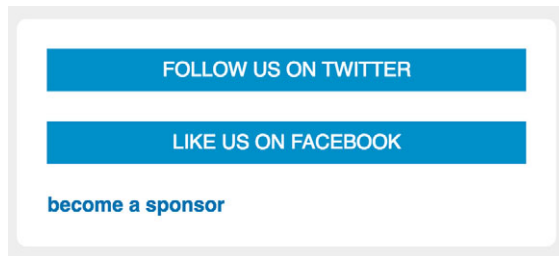 FOLLOW US ON TWITTER
LIKE US ON FACEBOOK
become a sponsor